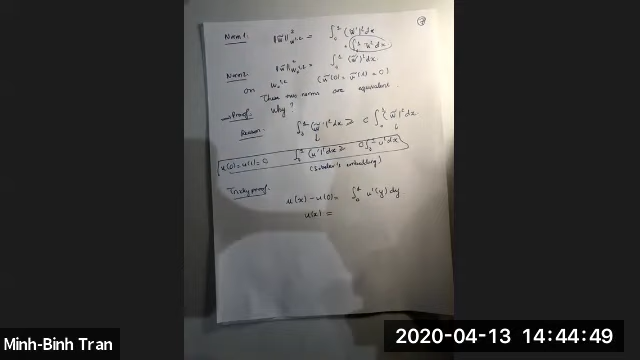 Norm 1: ‖ũ‖²_{W^{1,2}} = ∫₀¹ (ũ')² dx
+ ∫₀¹ ũ² dx
Norm 2: ‖ũ‖²_{W₀^{1,2}} = ∫₀¹ (ũ')² dx
on W₀^{1,2} (ũ(0) = ũ(1) = 0)
These two norms are equivalent
Proof: Why?
Reason: ∫₀¹ (ũ')² dx ≥ C ∫₀¹ (ũ)² dx
u(0) = u(1) = 0 ∫₀¹ (u')² dx ≥ C ∫₀¹ u² dx
(Sobolev's embedding)
Tricky proof:
u(x) - u(0) = u'(y) dy
u(x) =
Minh-Binh Tran
2020-04-13 14:44:49